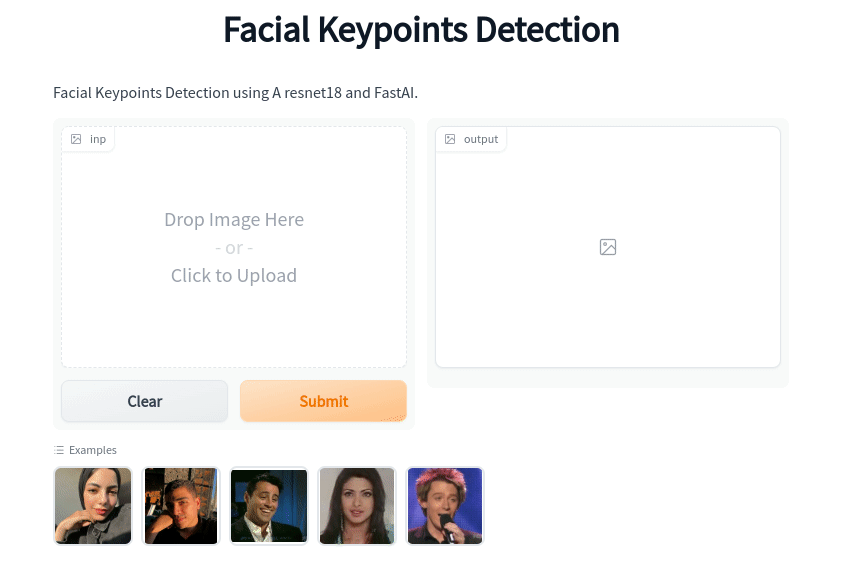 Facial Keypoints Detection
Facial Keypoints Detection using A resnet18 and FastAI.
inp
output
Drop Image Here
- or -
Click to Upload
Clear
Submit
Examples